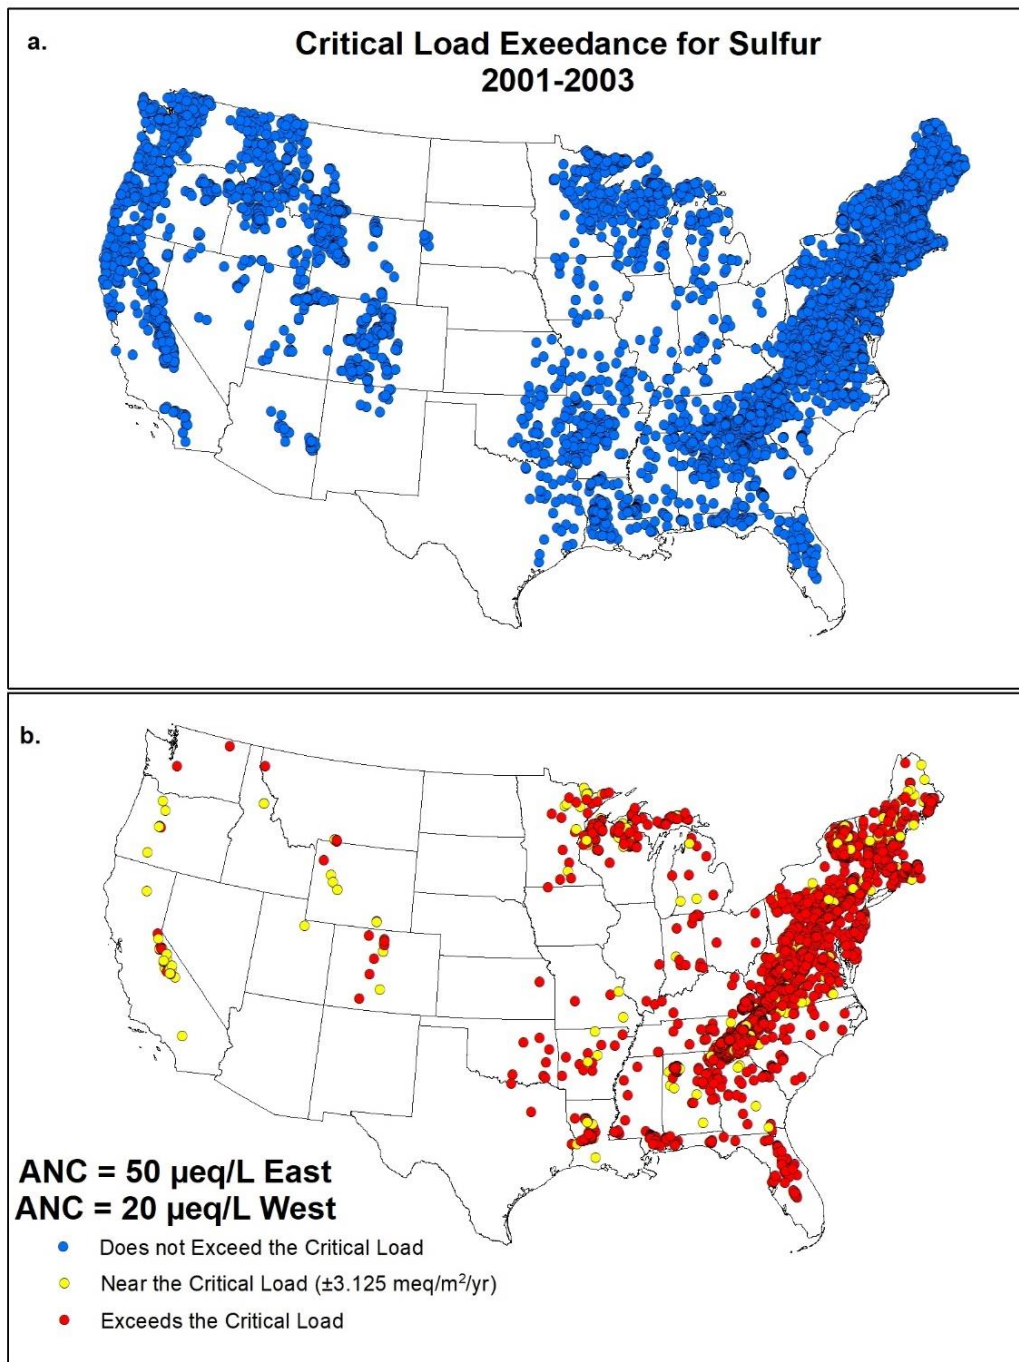 a.
Critical Load Exeedance for Sulfur
2001-2003
b.
ANC = 50 µeq/L East
ANC = 20 µeq/L West
Does not Exceed the Critical Load
Near the Critical Load (±3.125 meq/m²/yr)
Exceeds the Critical Load